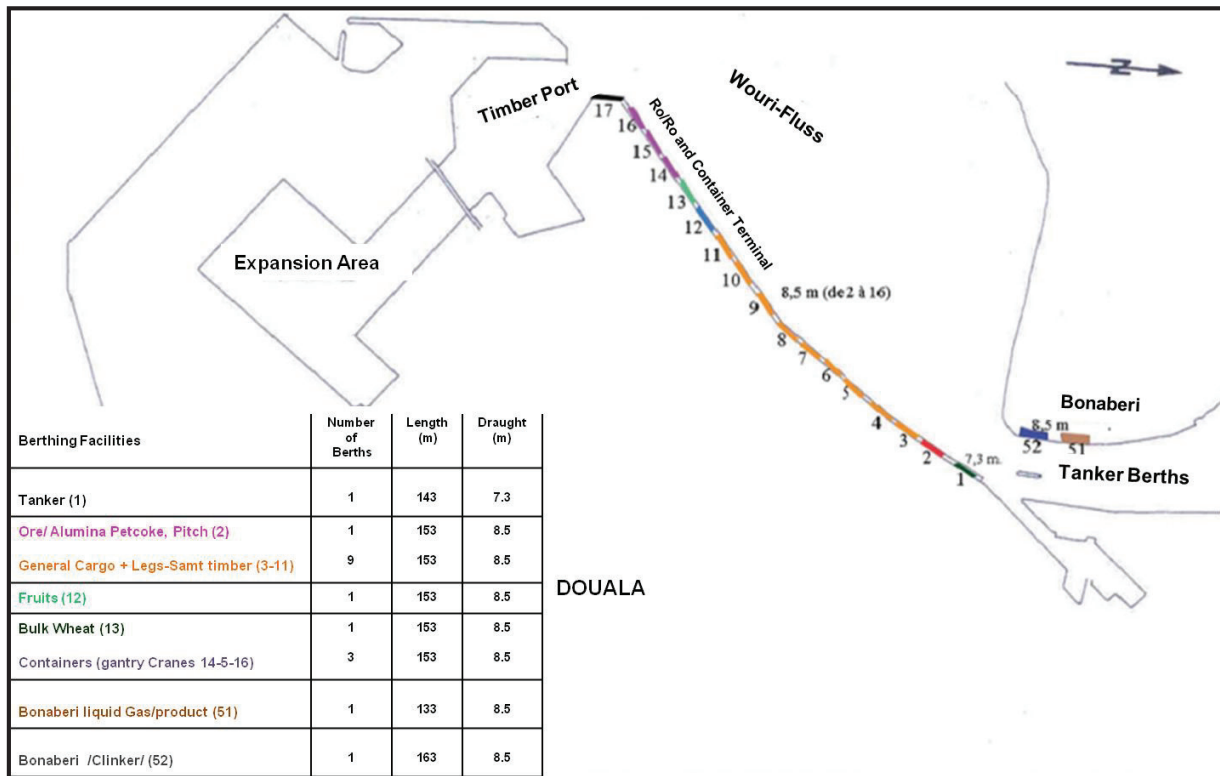 Wouri-Fluss
N
Timber Port
Ro/Ro and Container Terminal
Expansion Area
17
16
15
14
13
12
11
10
9
8
7
6
5
4
3
2
1
8,5 m (de 2 à 16)
7,3 m.
Bonaberi
8,5 m
52
51
Tanker Berths
DOUALA
Berthing Facilities Number of Berths Length (m) Draught (m)
Tanker (1) 1 143 7.3
Ore/ Alumina Petcoke, Pitch (2) 1 153 8.5
General Cargo + Legs-Samt timber (3-11) 9 153 8.5
Fruits (12) 1 153 8.5
Bulk Wheat (13) 1 153 8.5
Containers (gantry Cranes 14-5-16) 3 153 8.5
Bonaberi liquid Gas/product (51) 1 133 8.5
Bonaberi /Clinker/ (52) 1 163 8.5